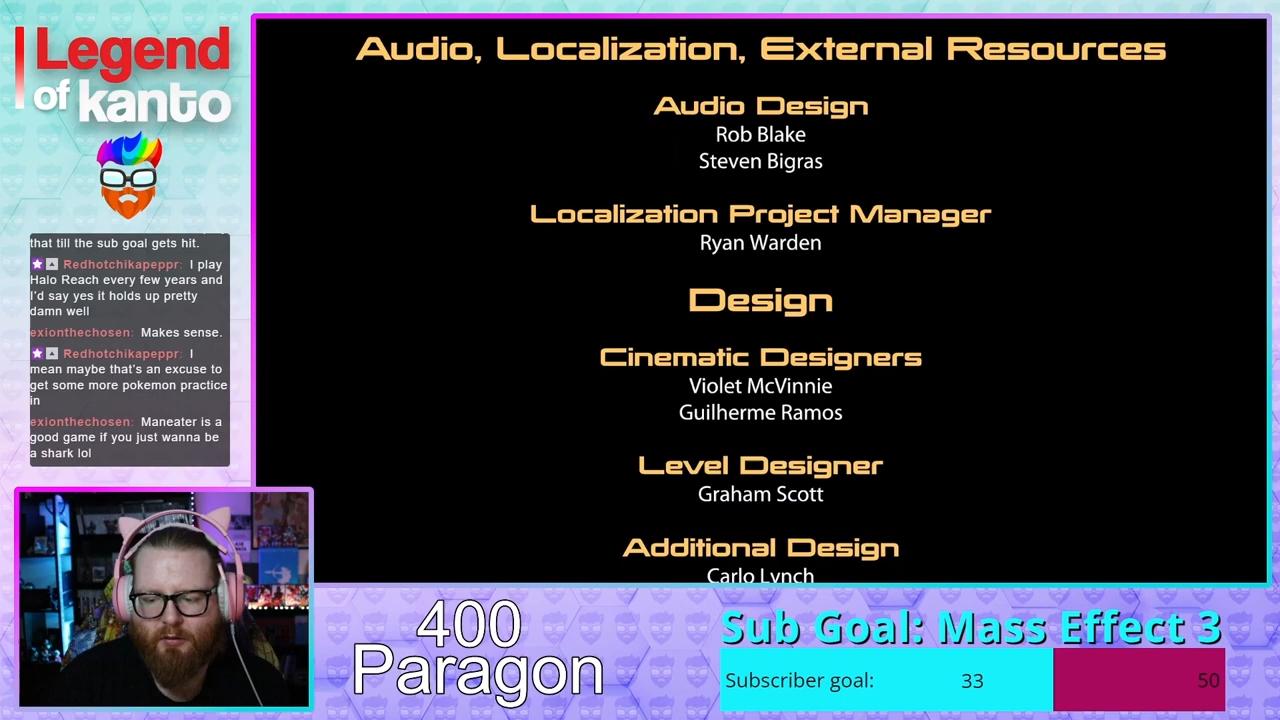 Legend
of kanto
that till the sub goal gets hit.
Redhotchikapeppr: I play
Halo Reach every few years and
I'd say yes it holds up pretty
damn well
exionthechosen: Makes sense.
Redhotchikapeppr: I
mean maybe that's an excuse to
get some more pokemon practice
in
exionthechosen: Maneater is a
good game if you just wanna be
a shark lol
Audio, Localization, External Resources
Audio Design
Rob Blake
Steven Bigras
Localization Project Manager
Ryan Warden
Design
Cinematic Designers
Violet McVinnie
Guilherme Ramos
Level Designer
Graham Scott
Additional Design
Carlo Lynch
400
Paragon
Sub Goal: Mass Effect 3
Subscriber goal: 33 50